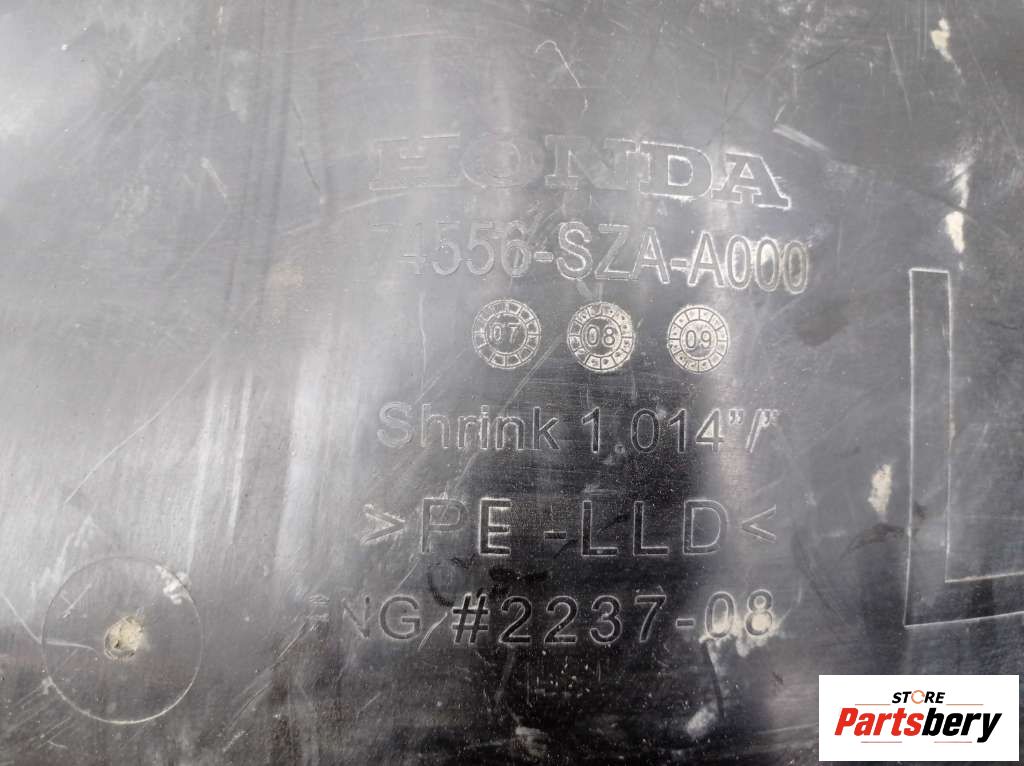 HONDA
74556-SZA-A000
07 08 09
Shrink 1.014"/"
>PE-LLD<
#2237-08
L
STORE
Partsbery